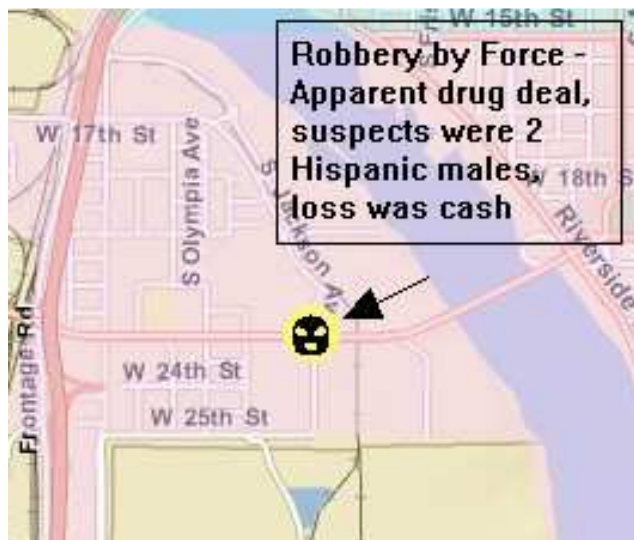 W 15th St
Robbery by Force -
Apparent drug deal,
suspects were 2
Hispanic males,
loss was cash
W 17th St
S Olympia Ave
S Jackson Av
W 18th S
Riverside
Frontage Rd
W 24th St
W 25th St